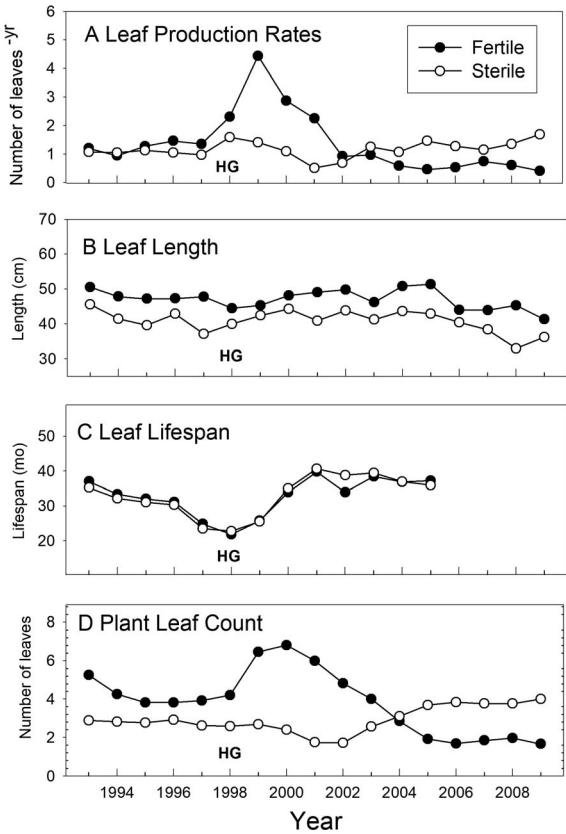 A Leaf Production Rates
Fertile
Sterile
Number of leaves -yr
6
5
4
3
2
1
0
HG
B Leaf Length
Length (cm)
70
60
50
40
30
HG
C Leaf Lifespan
Lifespan (mo)
50
40
30
20
HG
D Plant Leaf Count
Number of leaves
8
6
4
2
0
HG
1994 1996 1998 2000 2002 2004 2006 2008
Year